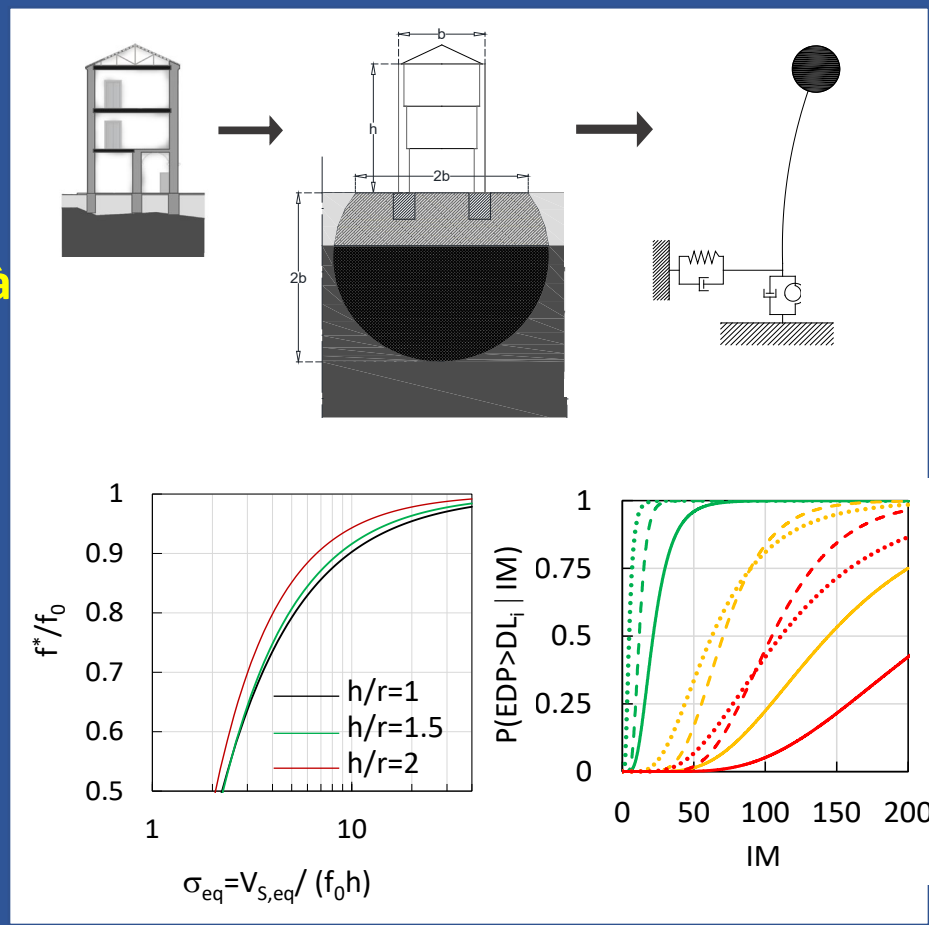 b
h
2b
2b
à
1
0.9
0.8
0.7
0.6
0.5
f*/f₀
h/r=1
h/r=1.5
h/r=2
1
10
σeq=VS,eq/ (f₀h)
1
0.75
0.5
0.25
0
P(EDP>DLi | IM)
0
50
100
150
200
IM